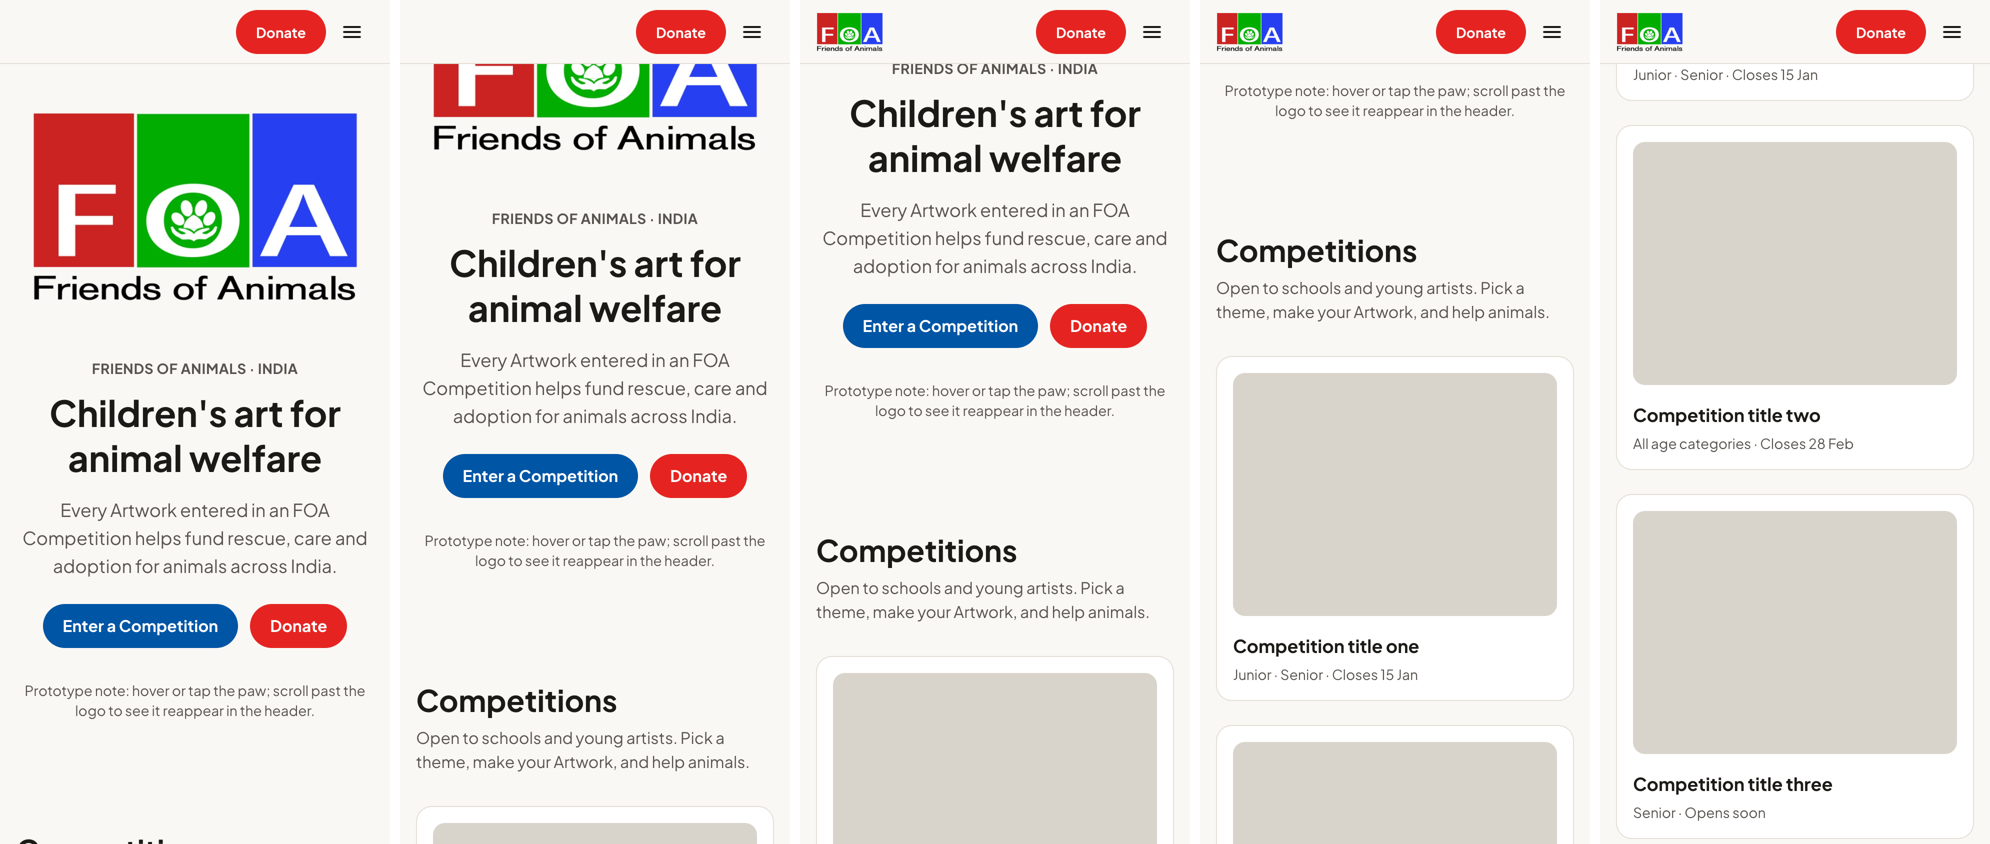 Donate
FOA
Friends of Animals
FRIENDS OF ANIMALS · INDIA
Children's art for
animal welfare
Every Artwork entered in an FOA
Competition helps fund rescue, care and
adoption for animals across India.
Enter a Competition
Donate
Prototype note: hover or tap the paw; scroll past the
logo to see it reappear in the header.
Donate
FOA
Friends of Animals
FRIENDS OF ANIMALS · INDIA
Children's art for
animal welfare
Every Artwork entered in an FOA
Competition helps fund rescue, care and
adoption for animals across India.
Enter a Competition
Donate
Prototype note: hover or tap the paw; scroll past the
logo to see it reappear in the header.
Competitions
Open to schools and young artists. Pick a
theme, make your Artwork, and help animals.
FOA
Friends of Animals
Donate
FRIENDS OF ANIMALS · INDIA
Children's art for
animal welfare
Every Artwork entered in an FOA
Competition helps fund rescue, care and
adoption for animals across India.
Enter a Competition
Donate
Prototype note: hover or tap the paw; scroll past the
logo to see it reappear in the header.
Competitions
Open to schools and young artists. Pick a
theme, make your Artwork, and help animals.
FOA
Friends of Animals
Donate
Prototype note: hover or tap the paw; scroll past the
logo to see it reappear in the header.
Competitions
Open to schools and young artists. Pick a
theme, make your Artwork, and help animals.
Competition title one
Junior · Senior · Closes 15 Jan
FOA
Friends of Animals
Donate
Junior · Senior · Closes 15 Jan
Competition title two
All age categories · Closes 28 Feb
Competition title three
Senior · Opens soon